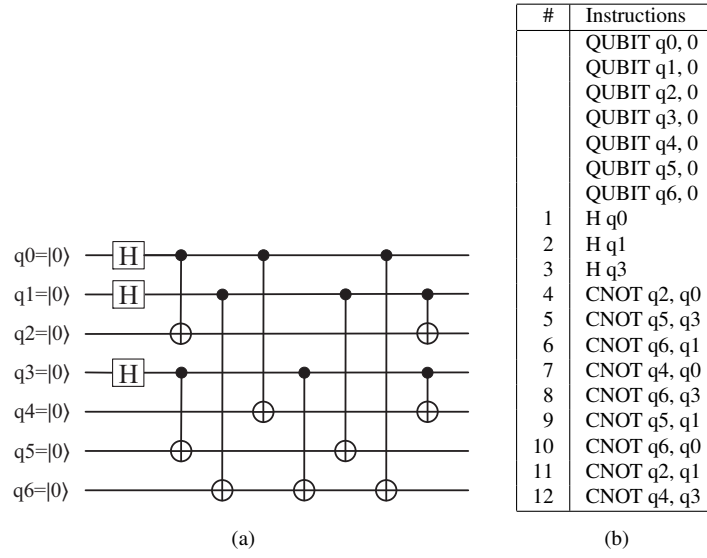 # Instructions
QUBIT q0, 0
QUBIT q1, 0
QUBIT q2, 0
QUBIT q3, 0
QUBIT q4, 0
QUBIT q5, 0
QUBIT q6, 0
1 H q0
2 H q1
3 H q3
4 CNOT q2, q0
5 CNOT q5, q3
6 CNOT q6, q1
7 CNOT q4, q0
8 CNOT q6, q3
9 CNOT q5, q1
10 CNOT q6, q0
11 CNOT q2, q1
12 CNOT q4, q3
q0=|0⟩ H
q1=|0⟩ H
q2=|0⟩
q3=|0⟩ H
q4=|0⟩
q5=|0⟩
q6=|0⟩
(a)
(b)